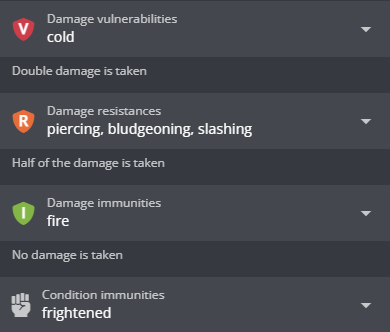 V
Damage vulnerabilities
cold
Double damage is taken
R
Damage resistances
piercing, bludgeoning, slashing
Half of the damage is taken
I
Damage immunities
fire
No damage is taken
Condition immunities
frightened